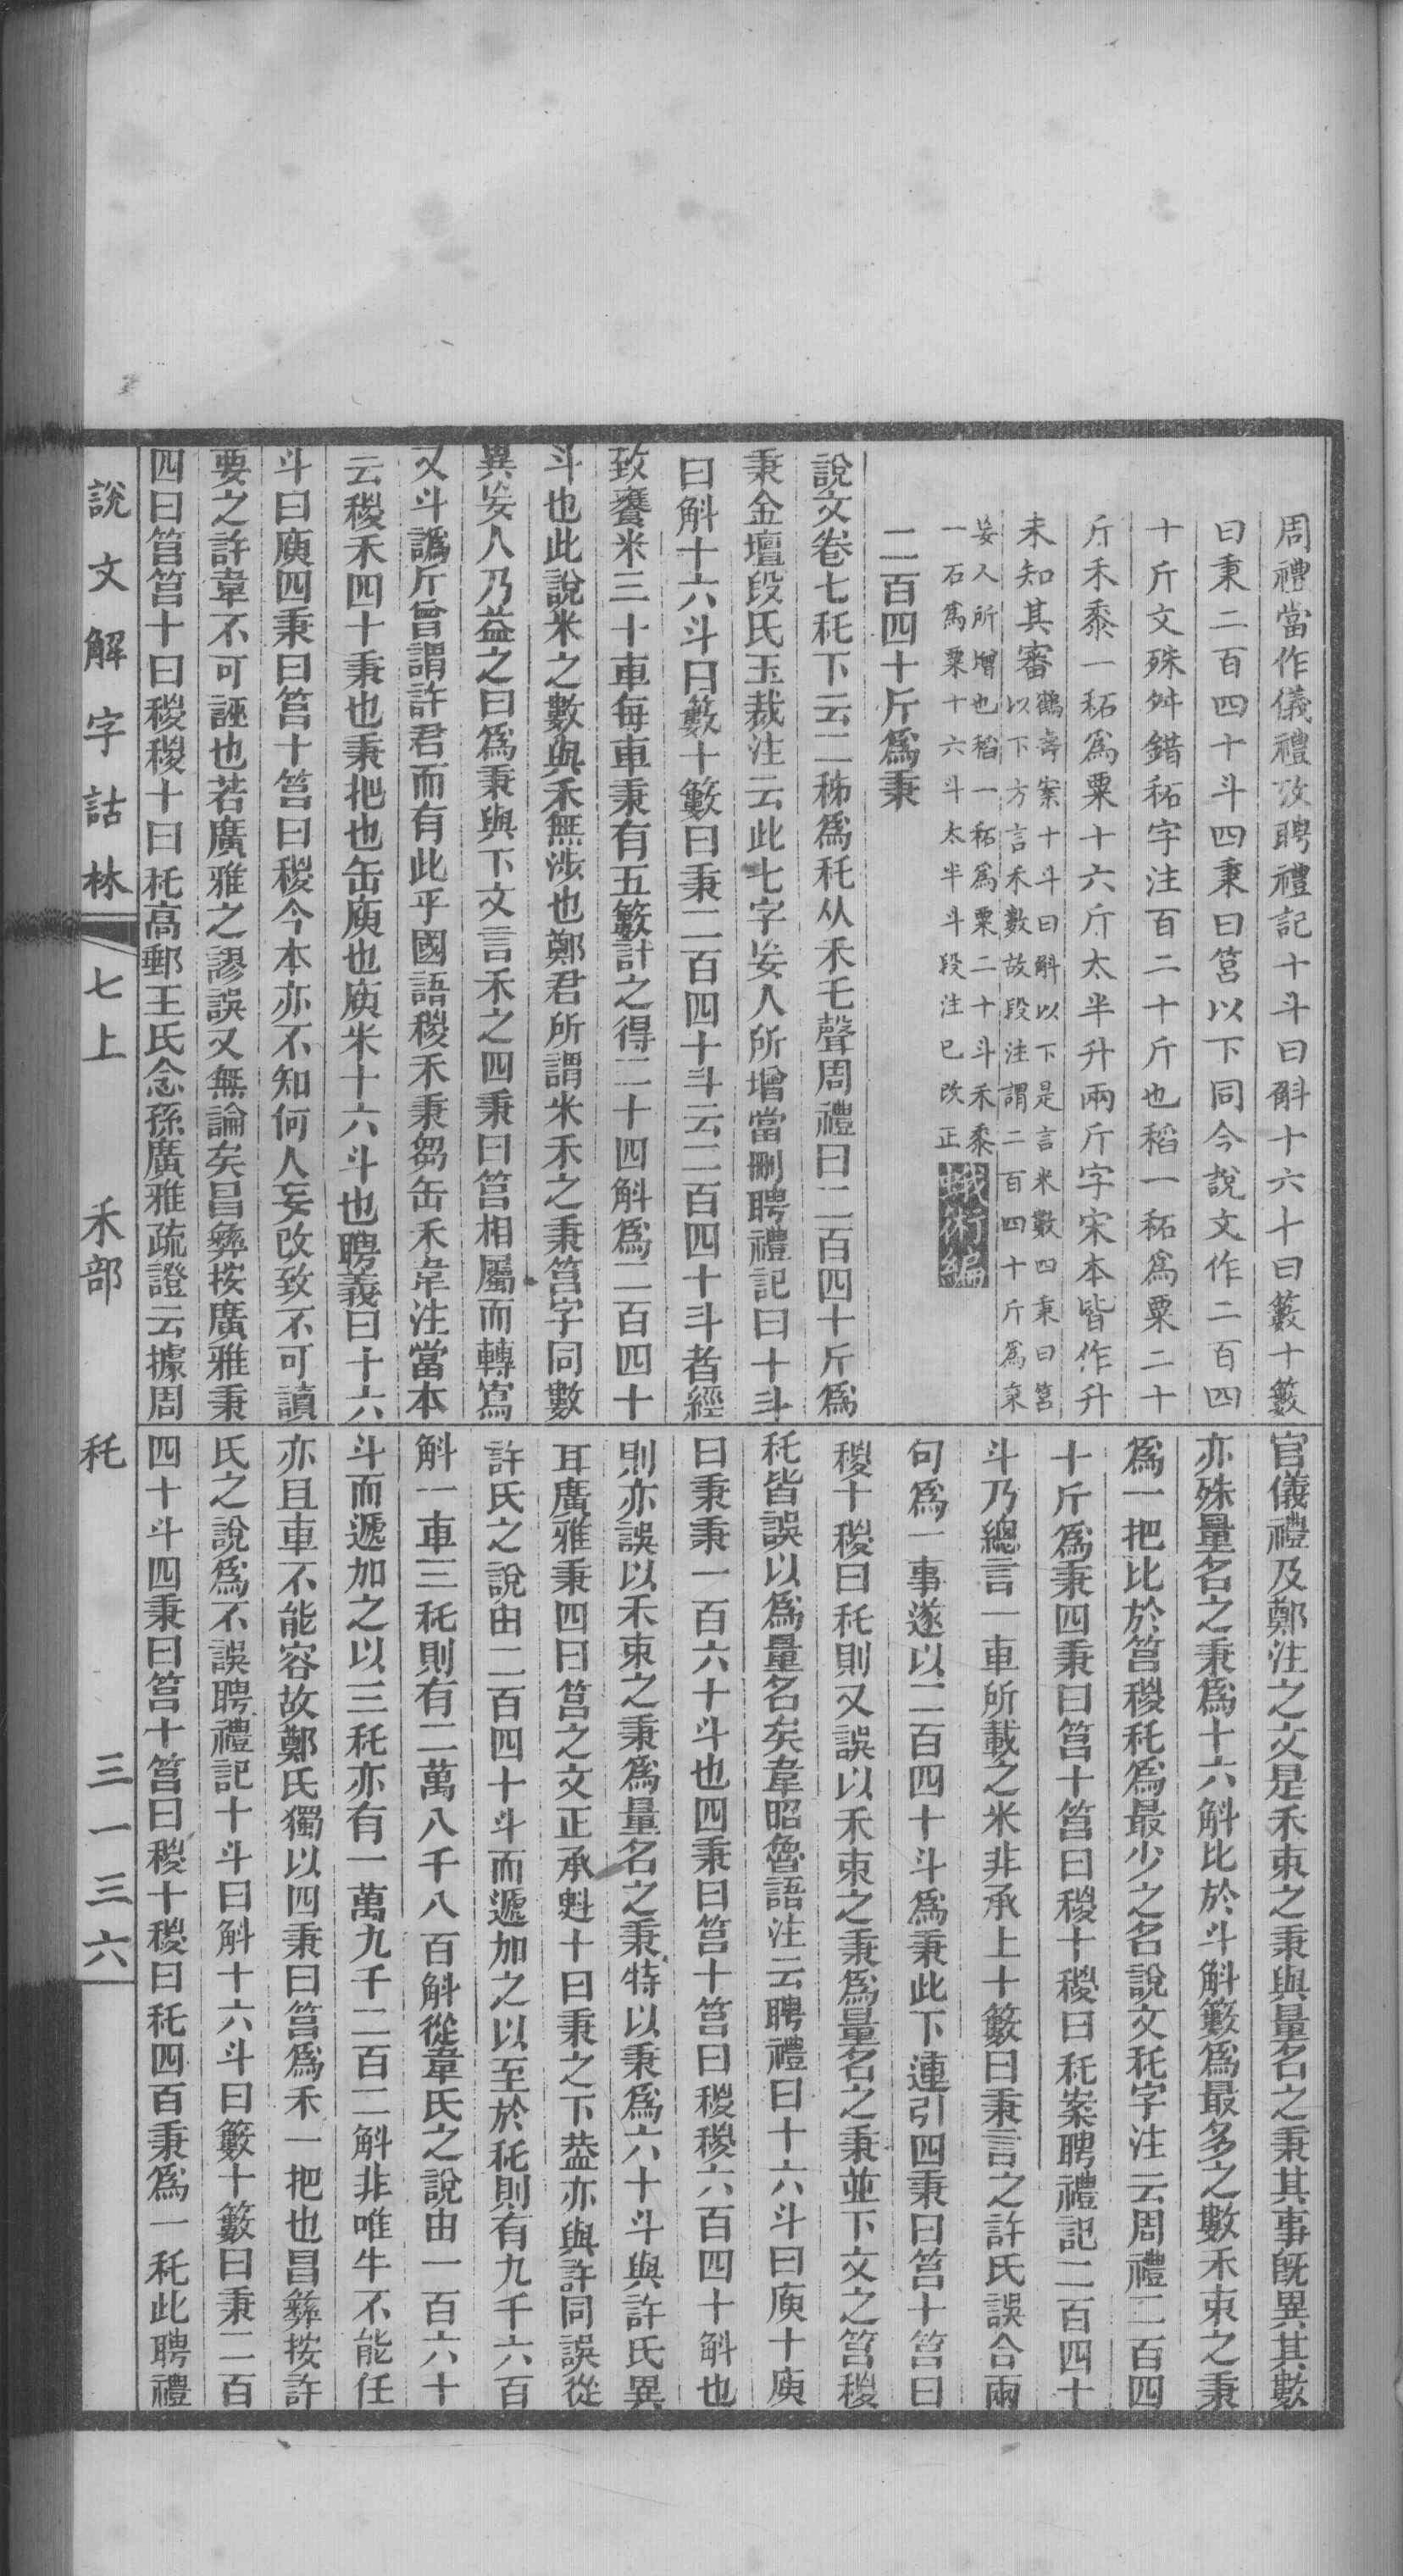 周禮當作儀禮攷聘禮記十斗曰斛十六斗曰籔十籔
曰秉二百四十斗四秉曰筥以下同今說文作二百四
十斤文殊舛錯䄷字注百二十斤也稻一䄷爲粟二十
斤禾黍一䄷爲粟十六斤太半升兩斤字宋本皆作升
未知其審鶴壽案十斗曰斛以下是言米數四秉曰筥
以下方言禾數故段注謂二百四十斤爲秉
妄人所增也稻一䄷爲粟二十斗禾黍
一石爲粟十六斗太半斗段注已改正蛾術編
二百四十斤爲秉
說文卷七秅下云二秭爲秅从禾乇聲周禮曰二百四十斤爲
秉金壇段氏玉裁注云此七字妄人所增當刪聘禮記曰十斗
曰斛十六斗曰籔十籔曰秉二百四十斗云二百四十斗者經
致饔米三十車每車秉有五籔計之得二十四斛爲二百四十
斗也此說米之數與禾無涉也鄭君所謂米禾之秉筥字同數
異妄人乃益之曰爲秉與下文言禾之四秉曰筥相屬而轉寫
又斗譌斤曾謂許君而有此乎國語稯禾秉芻缶禾韋注當本
云稯禾四十秉也秉把也缶庾也庾米十六斗也聘義曰十六
斗曰庾四秉曰筥十筥曰稯今本亦不知何人妄改致不可讀
要之許韋不可誣也若廣雅之謬誤又無論矣昌彝按廣雅秉
四曰筥筥十曰稯稯十曰秅高郵王氏念孫廣雅疏證云據周
官儀禮及鄭注之文是禾束之秉與量名之秉其事既異其數
亦殊量名之秉爲十六斛比於斗斛籔爲最多之數禾束之秉
爲一把比於筥稯秅爲最少之名說文秅字注云周禮二百四
十斤爲秉四秉曰筥十筥曰稯十稯曰秅案聘禮記二百四十
斗乃總言一車所載之米非承上十籔曰秉言之許氏誤合兩
句爲一事遂以二百四十斗爲秉此下連引四秉曰筥十筥曰
稯十稯曰秅則又誤以禾束之秉爲量名之秉並下文之筥稯
秅皆誤以爲量名矣韋昭魯語注云聘禮曰十六斗曰庾十庾
曰秉秉一百六十斗也四秉曰筥十筥曰稯稯六百四十斛也
則亦誤以禾束之秉爲量名之秉特以秉爲六十斗與許氏異
耳廣雅秉四曰筥之文正承㪷十曰秉之下葢亦與許同誤從
許氏之說由二百四十斗而遞加之以至於秅則有九千六百
斛一車三秅則有二萬八千八百斛從韋氏之說由一百六十
斗而遞加之以三秅亦有一萬九千二百二斛非唯牛不能任
亦且車不能容故鄭氏獨以四秉曰筥爲禾一把也昌彝按許
氏之說爲不誤聘禮記十斗曰斛十六斗曰籔十籔曰秉二百
四十斗四秉曰筥十筥曰稯十稯曰秅四百秉爲一秅此聘禮
說文解字詁林 七上 禾部 秅 三一三六